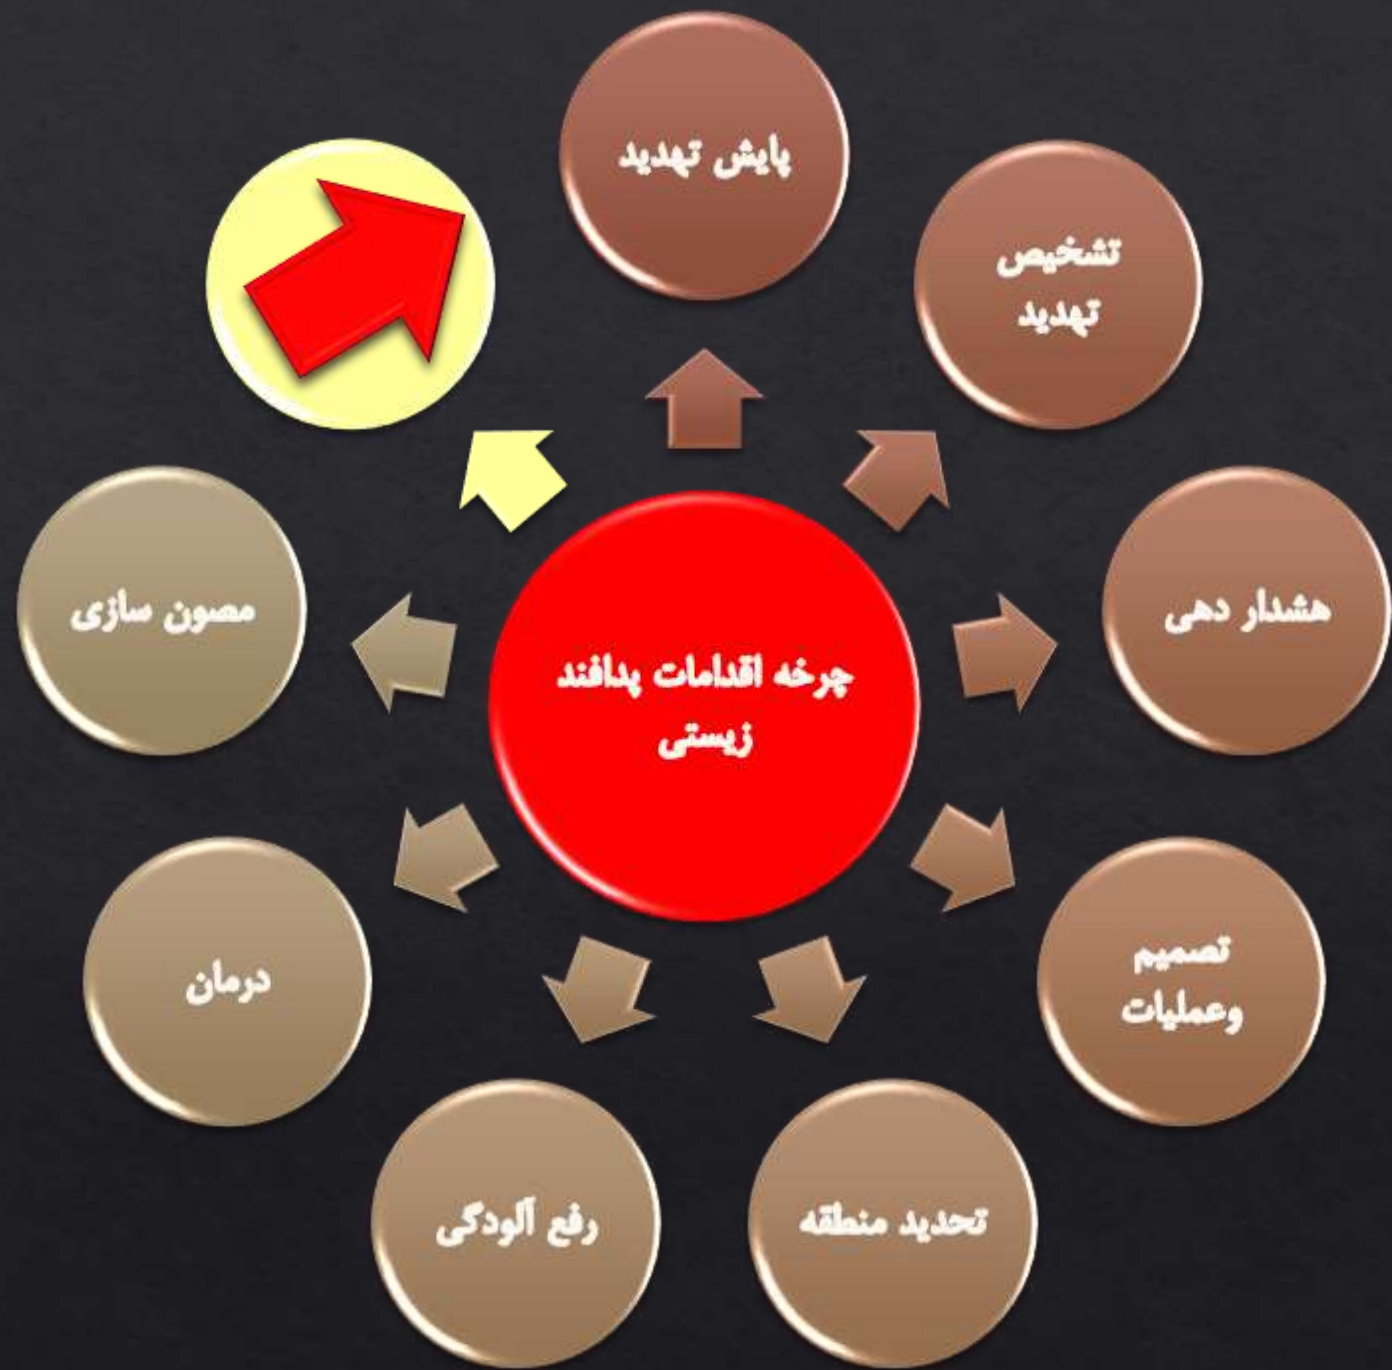 پایش تهدید
تشخیص
تهدید
هشدار دهی
تصمیم
وعملیات
تحدید منطقه
رفع آلودگی
درمان
مصون سازی
چرخه اقدامات پدافند
زیستی